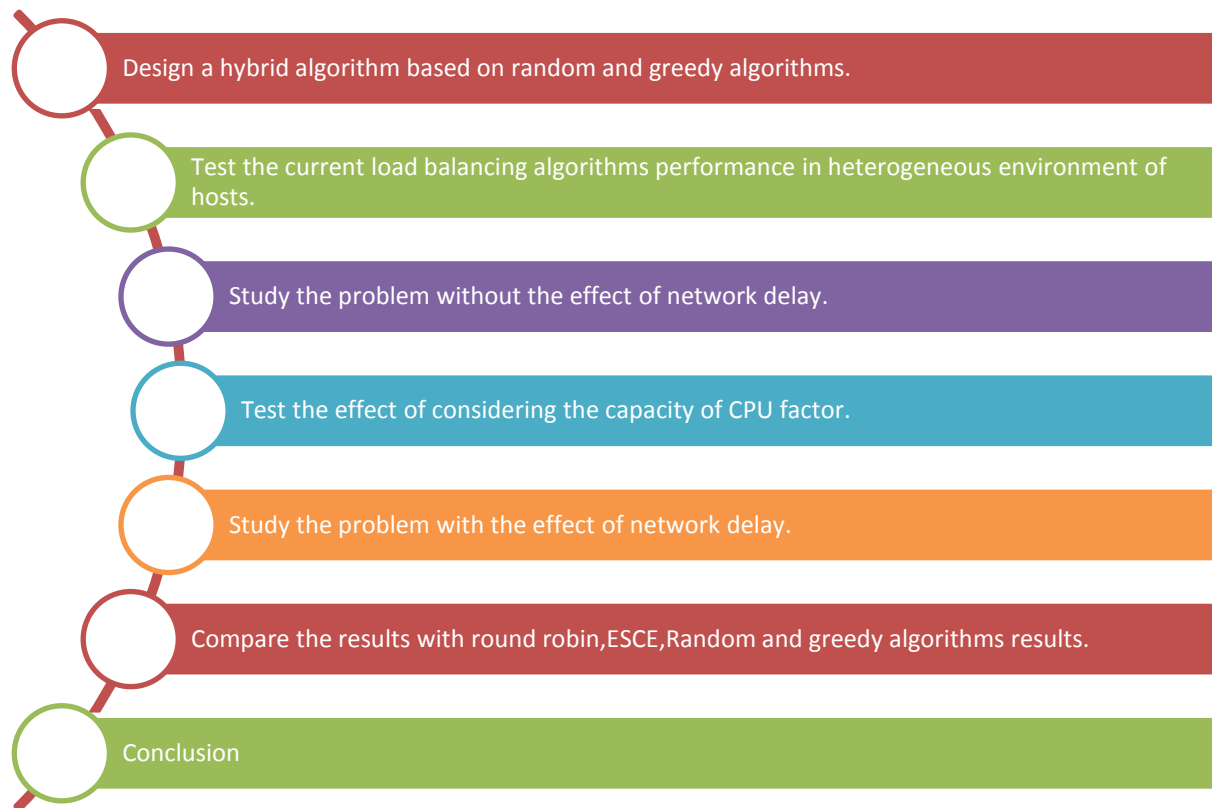 Design a hybrid algorithm based on random and greedy algorithms.
Test the current load balancing algorithms performance in heterogeneous environment of
hosts.
Study the problem without the effect of network delay.
Test the effect of considering the capacity of CPU factor.
Study the problem with the effect of network delay.
Compare the results with round robin,ESCE,Random and greedy algorithms results.
Conclusion